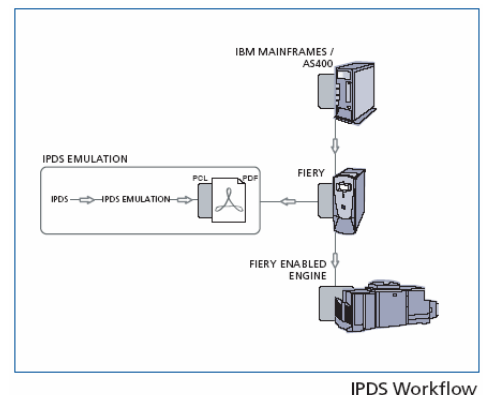 IBM MAINFRAMES /
AS400
IPDS EMULATION
PCL
PDF
FIERY
IPDS
IPDS EMULATION
FIERY ENABLED
ENGINE
IPDS Workflow